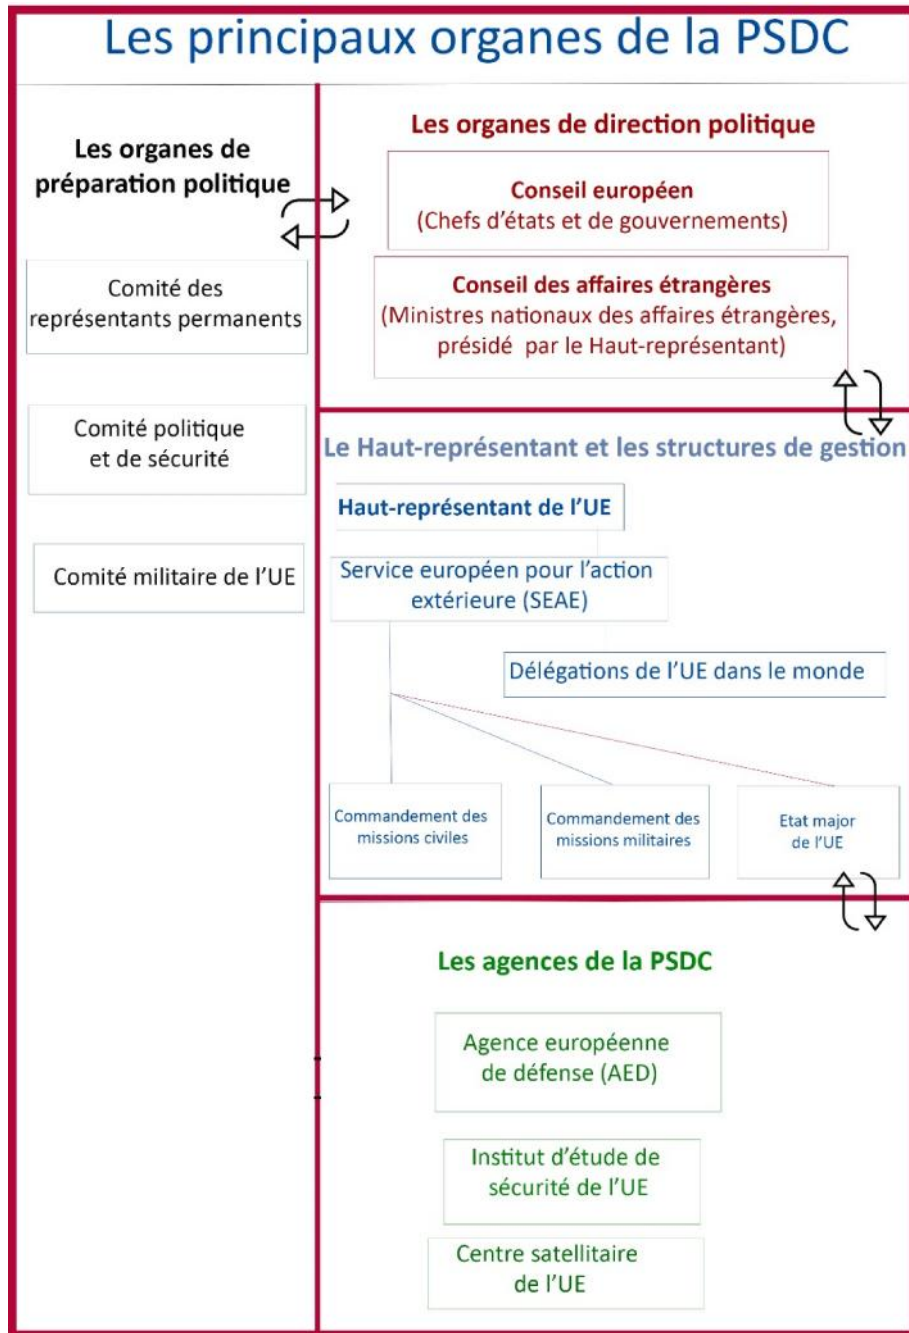 Les principaux organes de la PSDC
Les organes de
préparation politique
Comité des
représentants permanents
Comité politique
et de sécurité
Comité militaire de l'UE
Les organes de direction politique
Conseil européen
(Chefs d'états et de gouvernements)
Conseil des affaires étrangères
(Ministres nationaux des affaires étrangères,
présidé par le Haut-représentant)
Le Haut-représentant et les structures de gestion
Haut-représentant de l'UE
Service européen pour l'action
extérieure (SEAE)
Délégations de l'UE dans le monde
Commandement des
missions civiles
Commandement des
missions militaires
Etat major
de l'UE
Les agences de la PSDC
Agence européenne
de défense (AED)
Institut d'étude de
sécurité de l'UE
Centre satellitaire
de l'UE